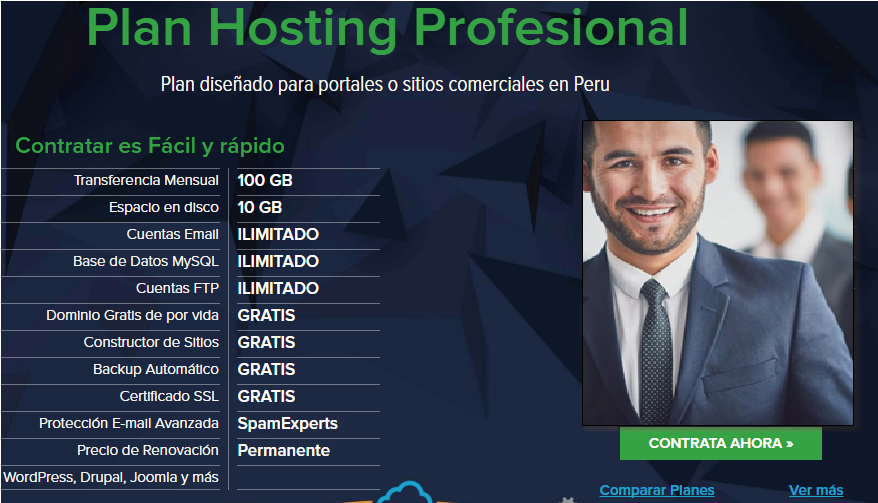 Plan Hosting Profesional
Plan diseñado para portales o sitios comerciales en Peru
Contratar es Fácil y rápido
Transferencia Mensual 100 GB
Espacio en disco 10 GB
Cuentas Email ILIMITADO
Base de Datos MySQL ILIMITADO
Cuentas FTP ILIMITADO
Dominio Gratis de por vida GRATIS
Constructor de Sitios GRATIS
Backup Automático GRATIS
Certificado SSL GRATIS
Protección E-mail Avanzada SpamExperts
Precio de Renovación Permanente
WordPress, Drupal, Joomla y más
CONTRATA AHORA »
Comparar Planes Ver más